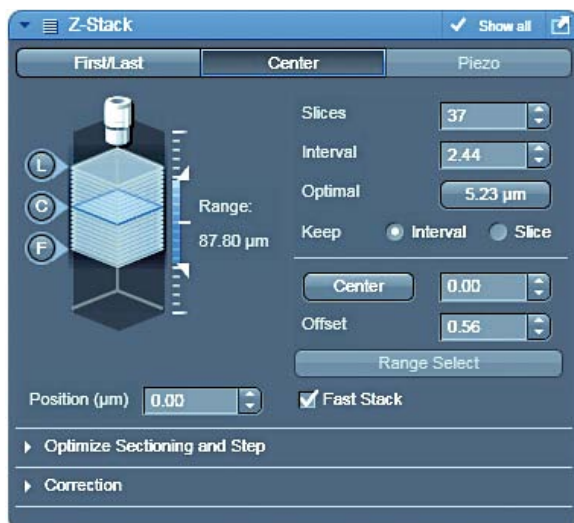 Z-Stack Show all
First/Last Center Piezo
Slices 37
Interval 2.44
Optimal 5.23 µm
Keep Interval Slice
L
C
F
Range:
87.80 µm
Center 0.00
Offset 0.56
Range Select
Position (µm) 0.00 Fast Stack
Optimize Sectioning and Step
Correction